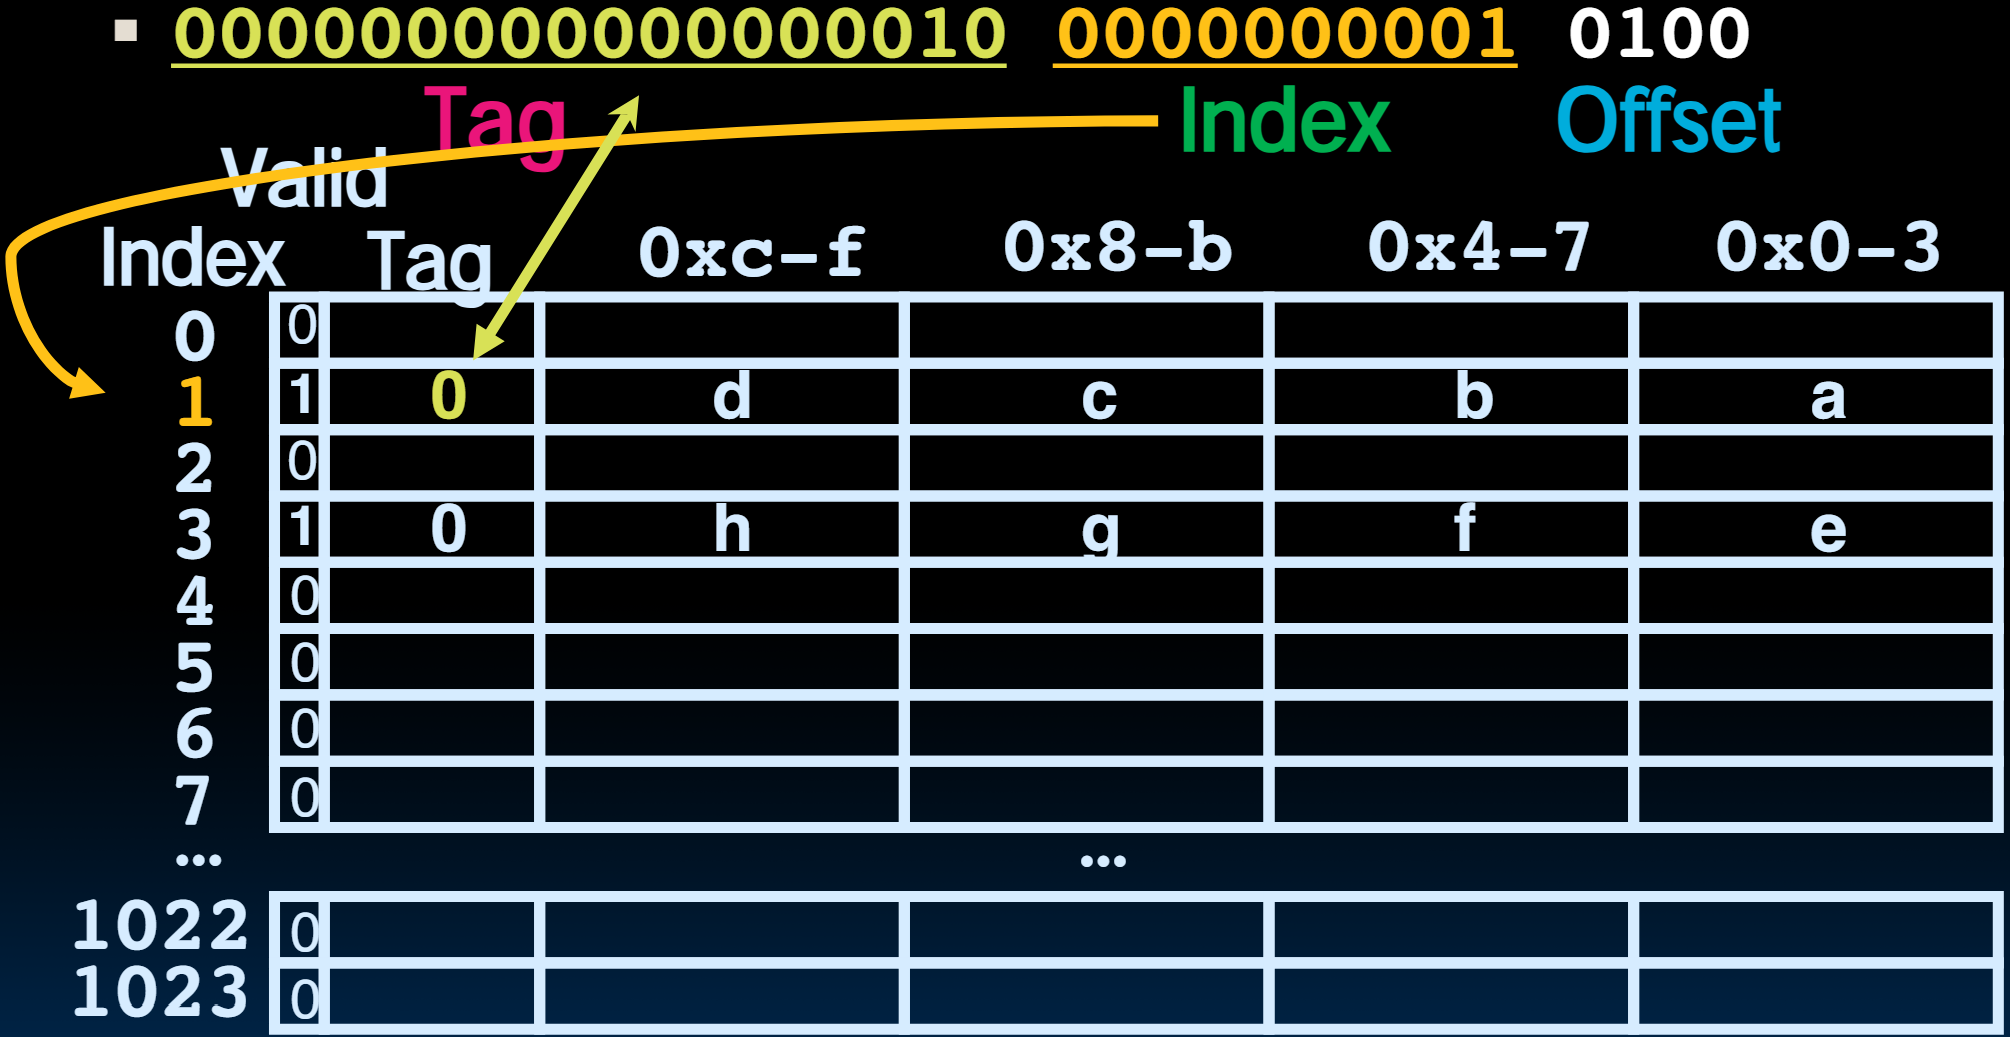 ▪ 000000000000000010 0000000001 0100
Tag Index Offset
Valid
Index Tag 0xc-f 0x8-b 0x4-7 0x0-3
0 0
1 1 0 d c b a
2 0
3 1 0 h g f e
4 0
5 0
6 0
7 0
... ...
1022 0
1023 0